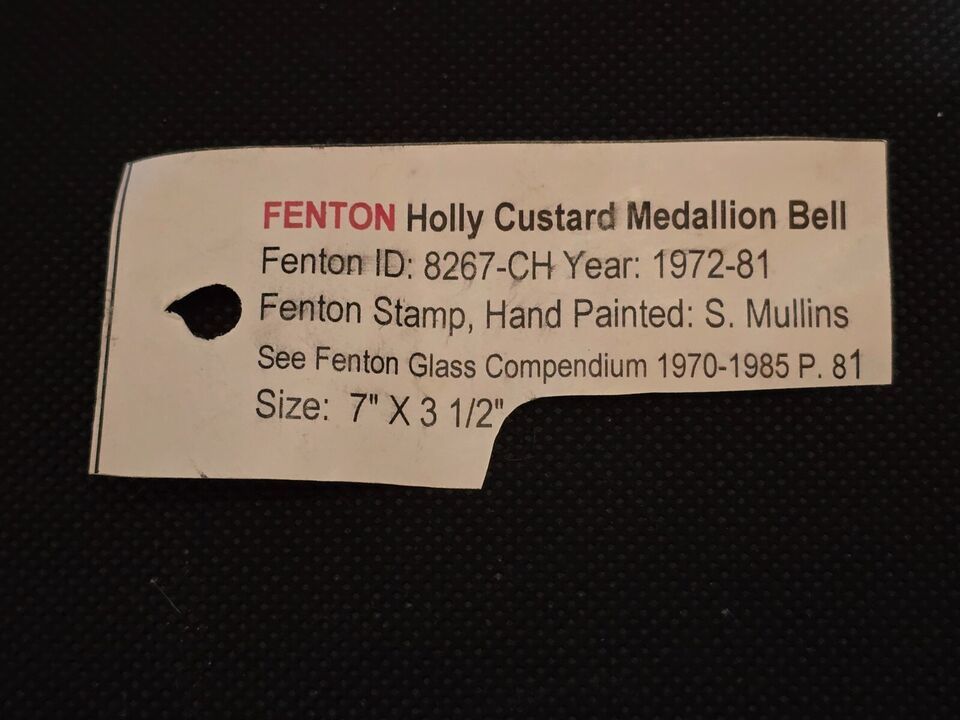 FENTON Holly Custard Medallion Bell
Fenton ID: 8267-CH Year: 1972-81
Fenton Stamp, Hand Painted: S. Mullins
See Fenton Glass Compendium 1970-1985 P. 81
Size: 7" X 3 1/2"